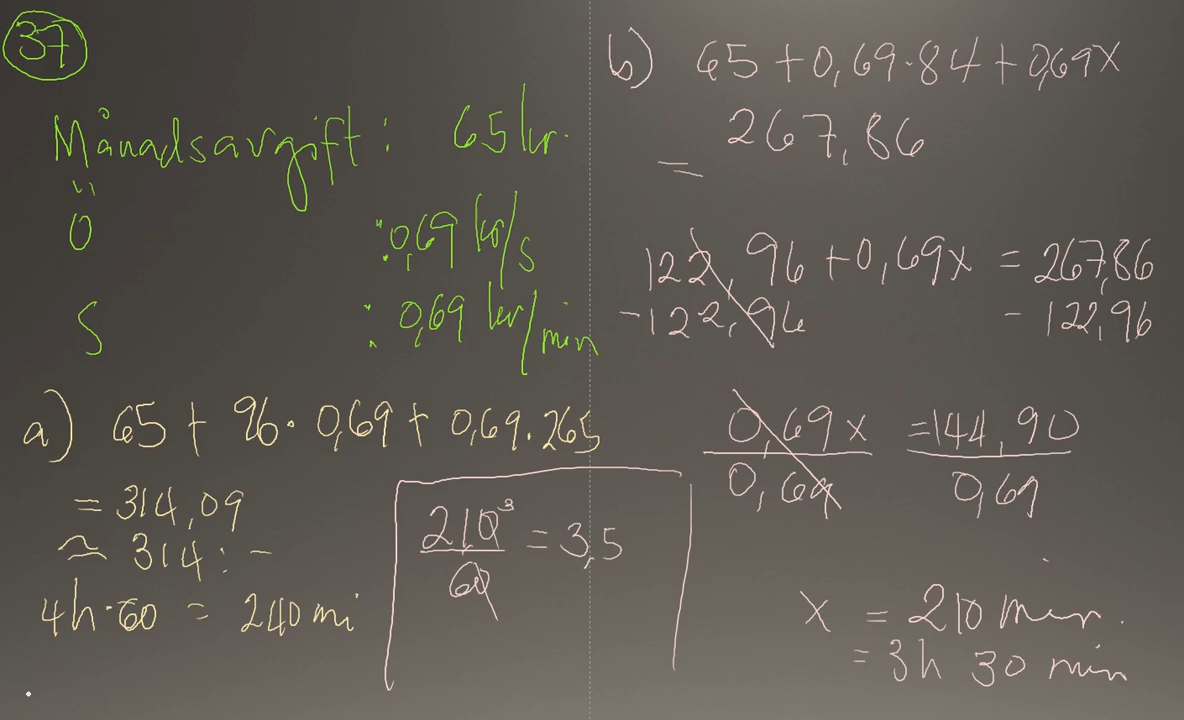 37
Månadsavgift: 65 kr.
Ö : 0,69 kr/s
S : 0,69 kr/min
a) 65 + 96 · 0,69 + 0,69 · 265
= 314,09
≈ 314:-
4h · 60 = 240 mi
210³/60 = 3,5
b) 65 + 0,69 · 84 + 0,69x
= 267,86
122,96 + 0,69x = 267,86
-122,96 - 122,96
0,69x/0,69 = 144,90/0,69
x = 210 min.
= 3h 30 min